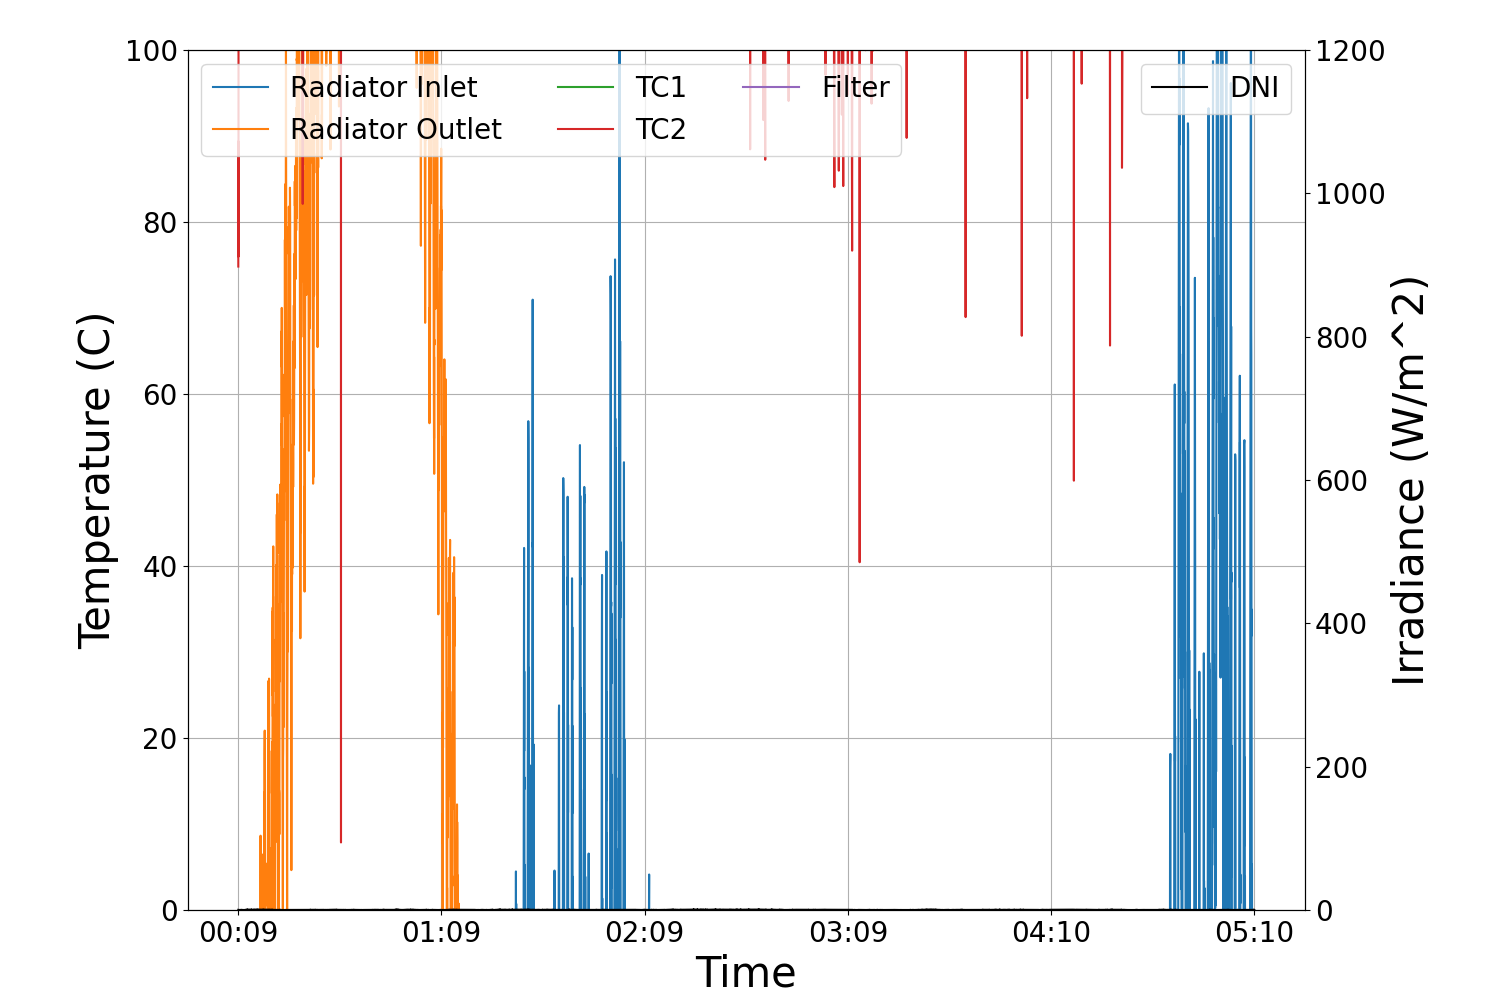 100
80
60
40
20
0
Temperature (C)
Radiator Inlet
Radiator Outlet
TC1
TC2
Filter
DNI
1200
1000
800
600
400
200
0
Irradiance (W/m^2)
00:09 01:09 02:09 03:09 04:10 05:10
Time